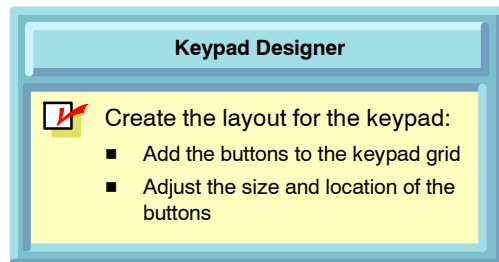 Keypad Designer
Create the layout for the keypad:
■ Add the buttons to the keypad grid
■ Adjust the size and location of the
buttons